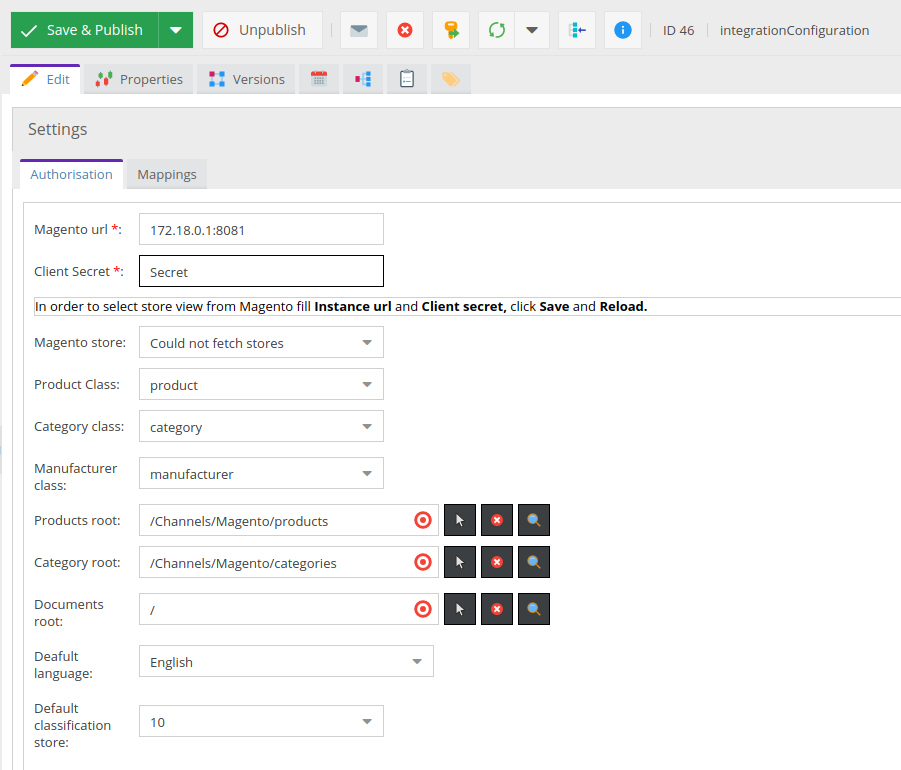 Save & Publish Unpublish ID 46 integrationConfiguration
Edit Properties Versions
Settings
Authorisation Mappings
Magento url *: 172.18.0.1:8081
Client Secret *: Secret
In order to select store view from Magento fill Instance url and Client secret, click Save and Reload.
Magento store: Could not fetch stores
Product Class: product
Category class: category
Manufacturer
class: manufacturer
Products root: /Channels/Magento/products
Category root: /Channels/Magento/categories
Documents
root: /
Deafult
language: English
Default
classification
store: 10